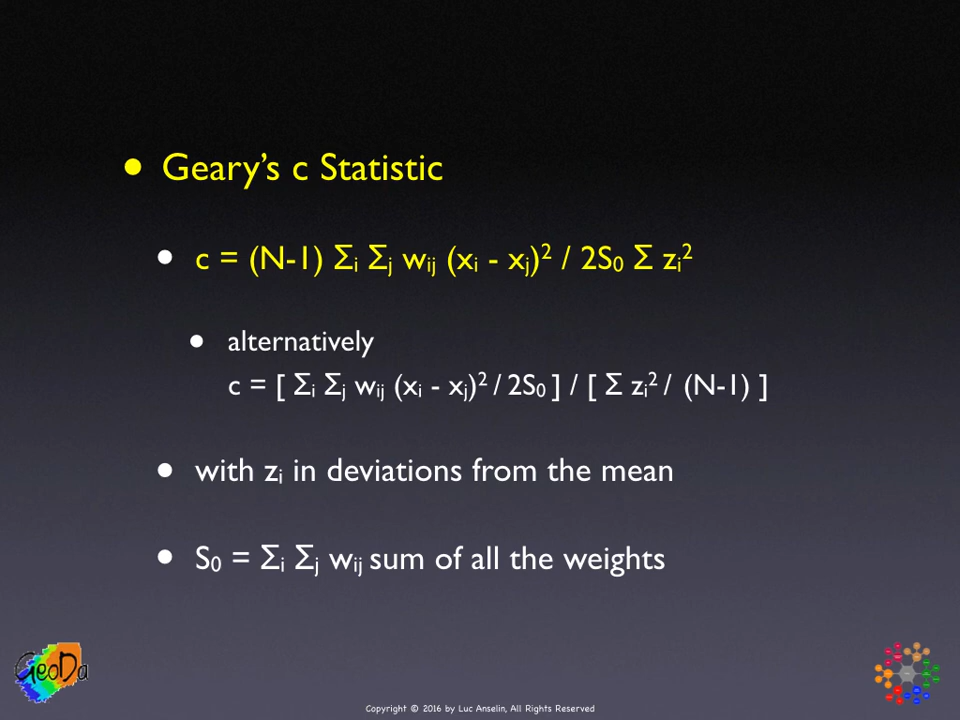 • Geary's c Statistic
• c = (N-1) Σᵢ Σⱼ wᵢⱼ (xᵢ - xⱼ)² / 2S₀ Σ zᵢ²
• alternatively
c = [ Σᵢ Σⱼ wᵢⱼ (xᵢ - xⱼ)² / 2S₀ ] / [ Σ zᵢ² / (N-1) ]
• with zᵢ in deviations from the mean
• S₀ = Σᵢ Σⱼ wᵢⱼ sum of all the weights
GeoDa
Copyright © 2016 by Luc Anselin, All Rights Reserved